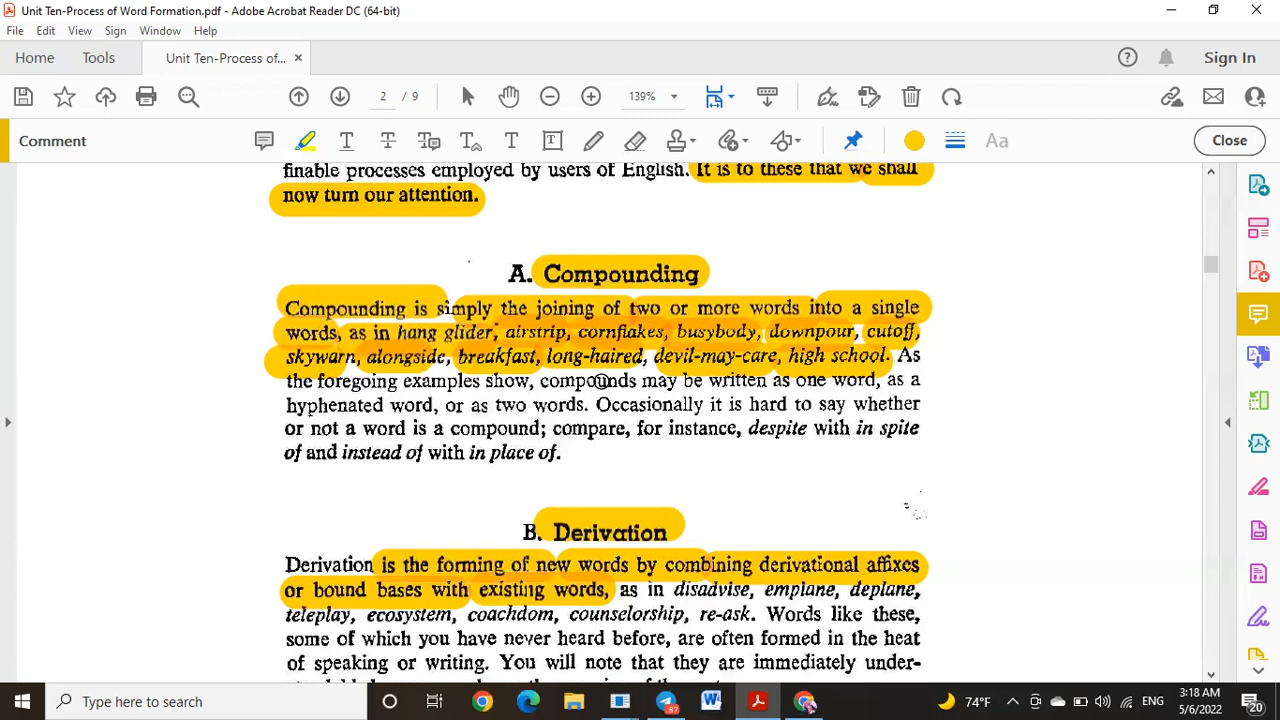 Unit Ten-Process of Word Formation.pdf - Adobe Acrobat Reader DC (64-bit)
File Edit View Sign Window Help
Home Tools Unit Ten-Process of... × Sign In
2 / 9 139%
Comment Close
finable processes employed by users of English. It is to these that we shall
now turn our attention.
A. Compounding
Compounding is simply the joining of two or more words into a single
words, as in hang glider, airstrip, cornflakes, busybody, downpour, cutoff,
skywarn, alongside, breakfast, long-haired, devil-may-care, high school. As
the foregoing examples show, compounds may be written as one word, as a
hyphenated word, or as two words. Occasionally it is hard to say whether
or not a word is a compound; compare, for instance, despite with in spite
of and instead of with in place of.
B. Derivation
Derivation is the forming of new words by combining derivational affixes
or bound bases with existing words, as in disadvise, emplane, deplane,
teleplay, ecosystem, coachdom, counselorship, re-ask. Words like these,
some of which you have never heard before, are often formed in the heat
of speaking or writing. You will note that they are immediately under-
Type here to search 87 74°F ENG 3:18 AM
5/6/2022 20